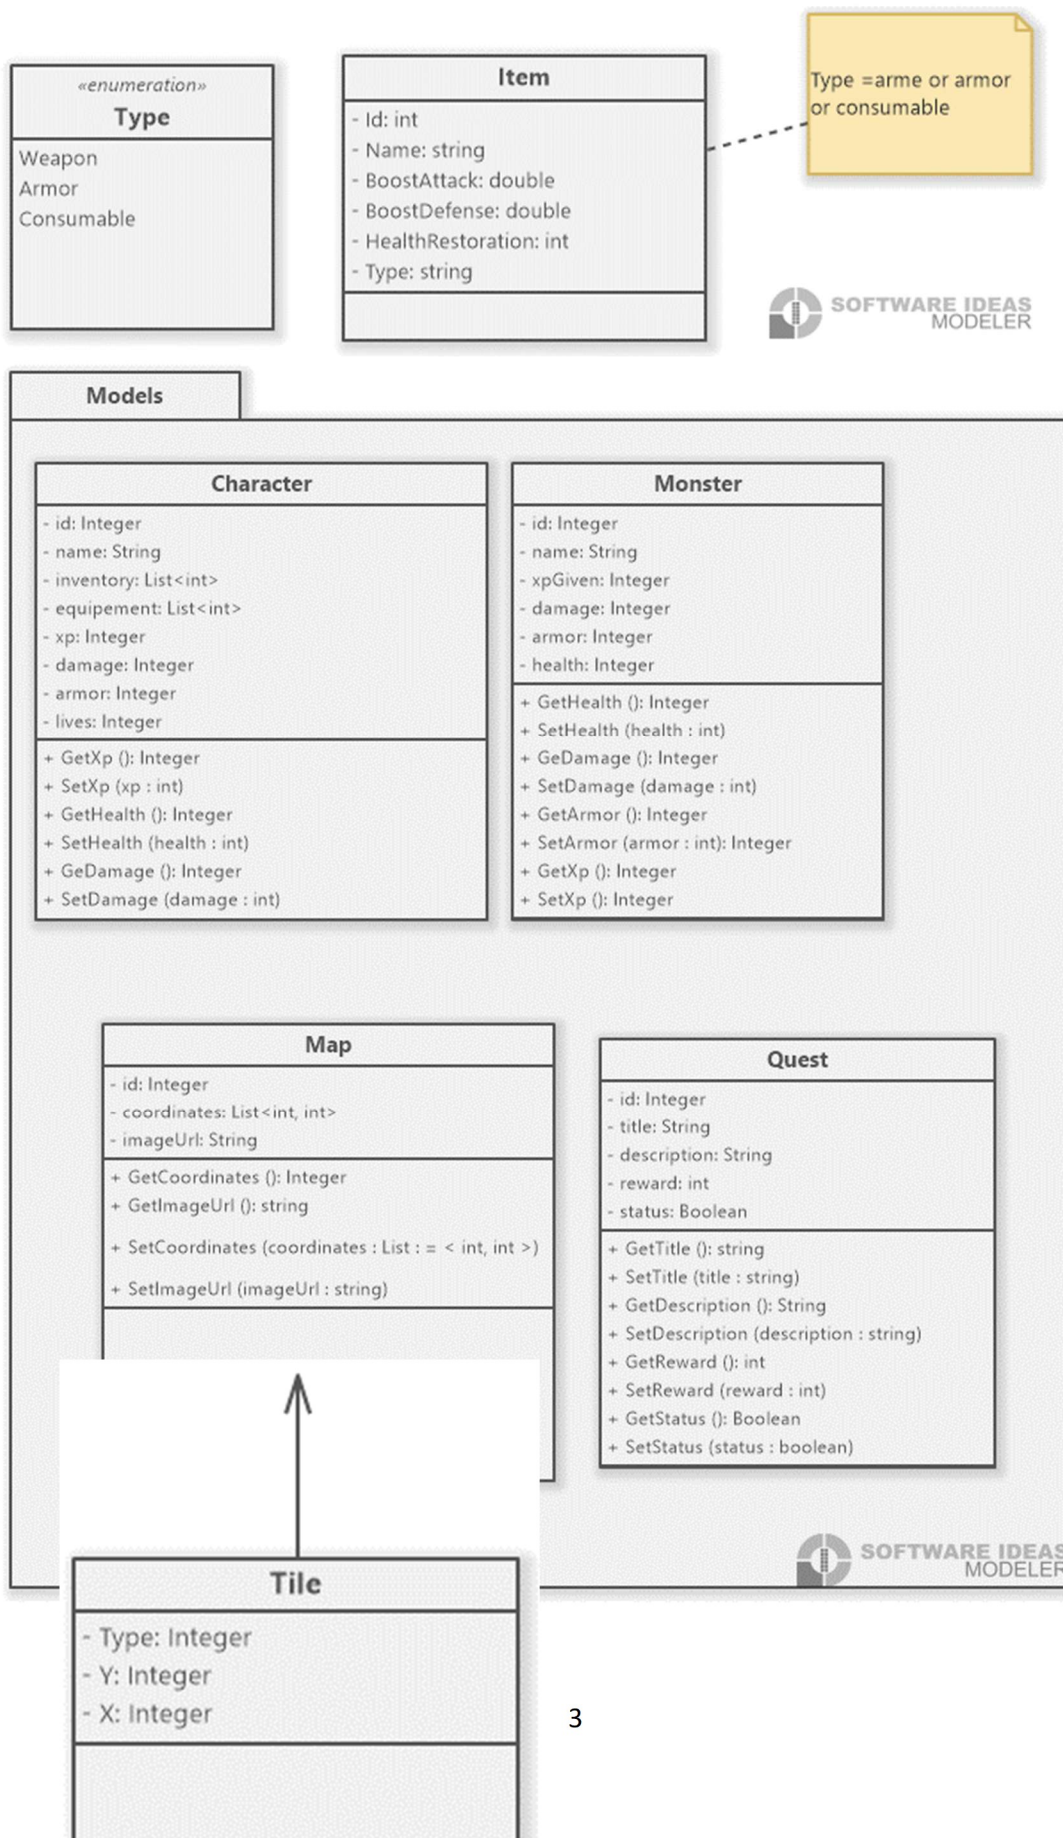 «enumeration»
Type
Weapon
Armor
Consumable
Item
- Id: int
- Name: string
- BoostAttack: double
- BoostDefense: double
- HealthRestoration: int
- Type: string
Type =arme or armor
or consumable
SOFTWARE IDEAS
MODELER
Models
Character
- id: Integer
- name: String
- inventory: List<int>
- equipement: List<int>
- xp: Integer
- damage: Integer
- armor: Integer
- lives: Integer
+ GetXp (): Integer
+ SetXp (xp : int)
+ GetHealth (): Integer
+ SetHealth (health : int)
+ GeDamage (): Integer
+ SetDamage (damage : int)
Monster
- id: Integer
- name: String
- xpGiven: Integer
- damage: Integer
- armor: Integer
- health: Integer
+ GetHealth (): Integer
+ SetHealth (health : int)
+ GeDamage (): Integer
+ SetDamage (damage : int)
+ GetArmor (): Integer
+ SetArmor (armor : int): Integer
+ GetXp (): Integer
+ SetXp (): Integer
Map
- id: Integer
- coordinates: List<int, int>
- imageUrl: String
+ GetCoordinates (): Integer
+ GetImageUrl (): string
+ SetCoordinates (coordinates : List : = < int, int >)
+ SetImageUrl (imageUrl : string)
Quest
- id: Integer
- title: String
- description: String
- reward: int
- status: Boolean
+ GetTitle (): string
+ SetTitle (title : string)
+ GetDescription (): String
+ SetDescription (description : string)
+ GetReward (): int
+ SetReward (reward : int)
+ GetStatus (): Boolean
+ SetStatus (status : boolean)
SOFTWARE IDEAS
MODELER
Tile
- Type: Integer
- Y: Integer
- X: Integer
3